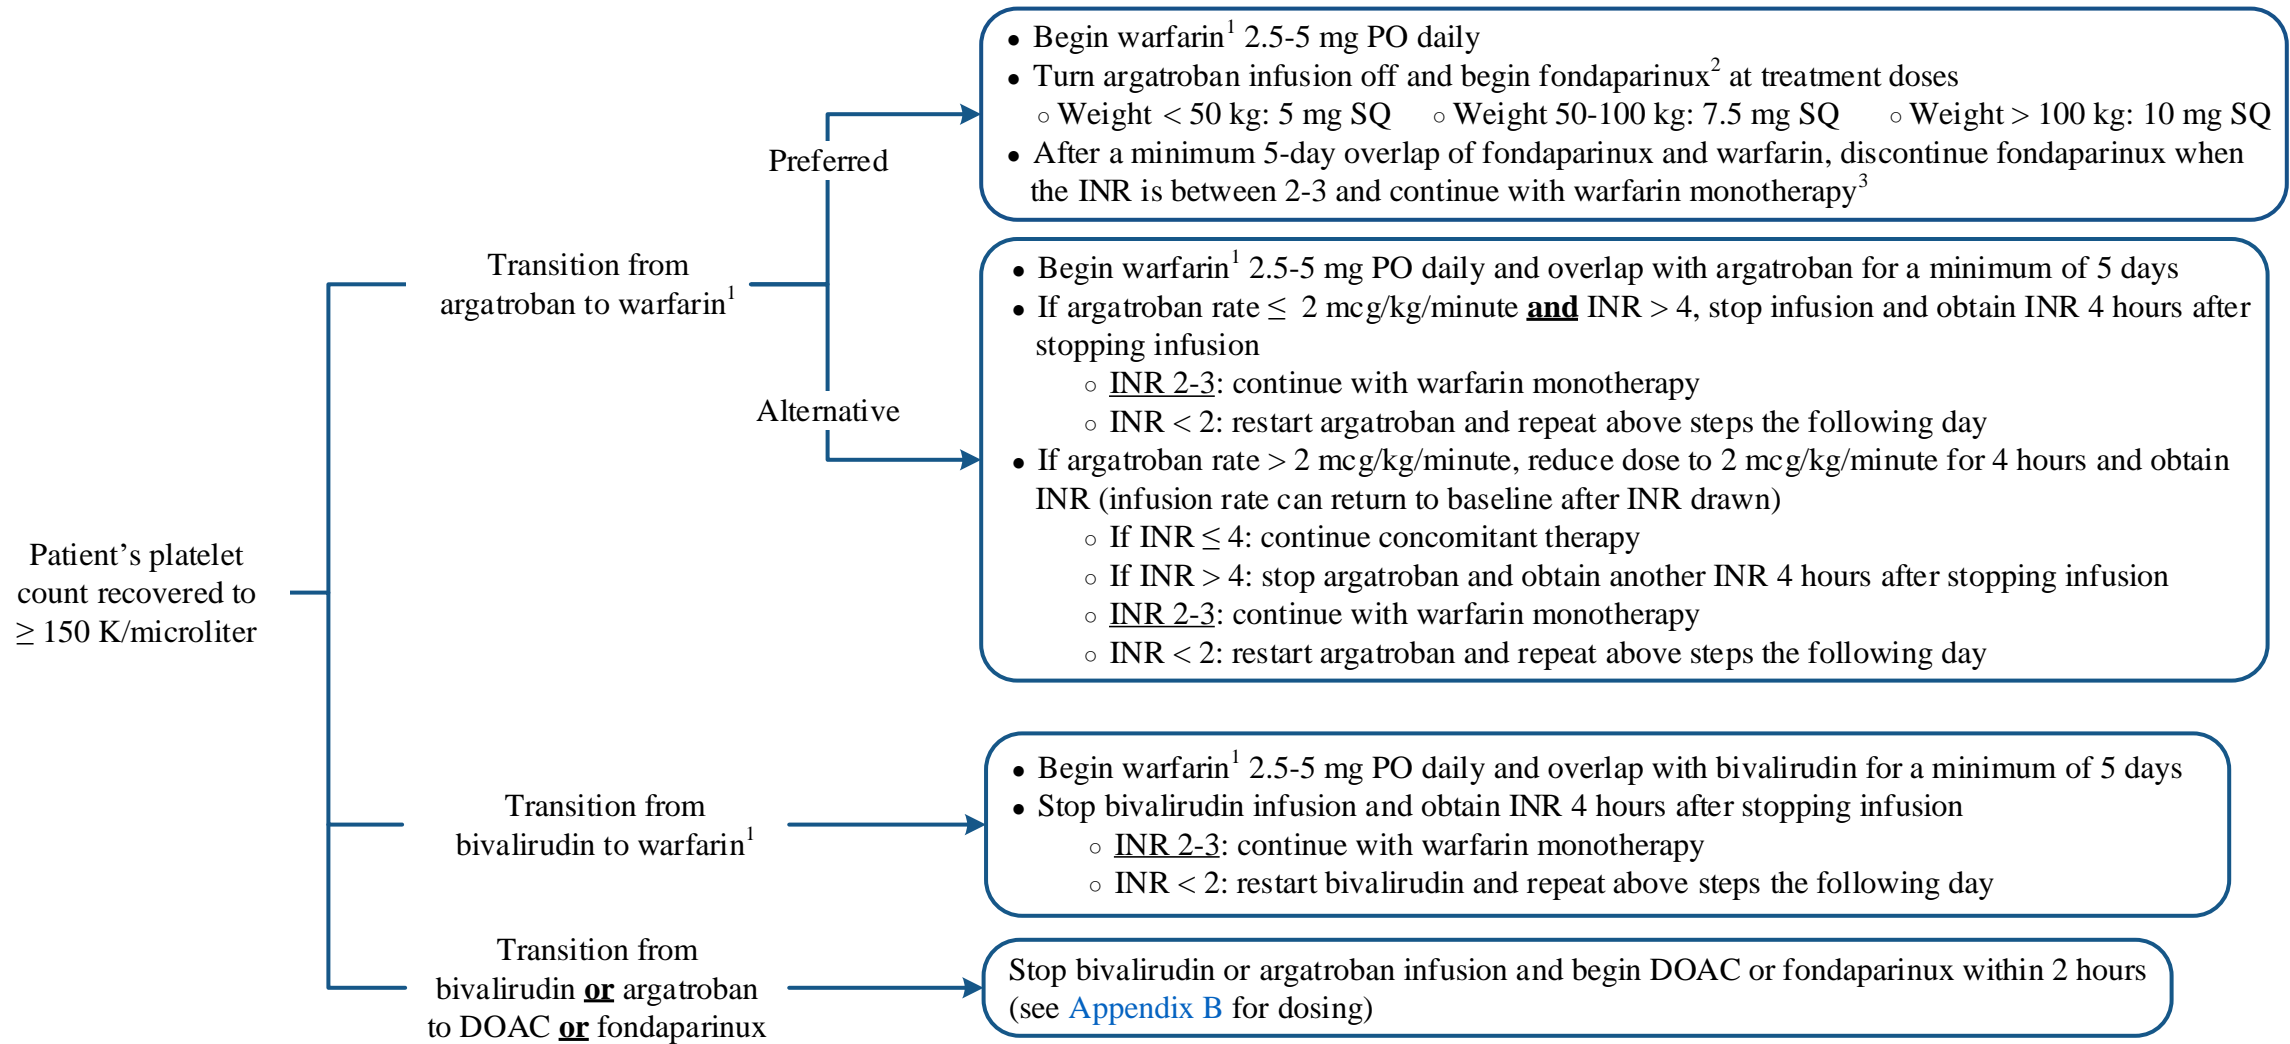 Patient’s platelet
count recovered to
≥ 150 K/microliter
Transition from
argatroban to warfarin¹
Preferred
• Begin warfarin¹ 2.5-5 mg PO daily
• Turn argatroban infusion off and begin fondaparinux² at treatment doses
○ Weight < 50 kg: 5 mg SQ ○ Weight 50-100 kg: 7.5 mg SQ ○ Weight > 100 kg: 10 mg SQ
• After a minimum 5-day overlap of fondaparinux and warfarin, discontinue fondaparinux when
the INR is between 2-3 and continue with warfarin monotherapy³
Alternative
• Begin warfarin¹ 2.5-5 mg PO daily and overlap with argatroban for a minimum of 5 days
• If argatroban rate ≤ 2 mcg/kg/minute and INR > 4, stop infusion and obtain INR 4 hours after
stopping infusion
○ INR 2-3: continue with warfarin monotherapy
○ INR < 2: restart argatroban and repeat above steps the following day
• If argatroban rate > 2 mcg/kg/minute, reduce dose to 2 mcg/kg/minute for 4 hours and obtain
INR (infusion rate can return to baseline after INR drawn)
○ If INR ≤ 4: continue concomitant therapy
○ If INR > 4: stop argatroban and obtain another INR 4 hours after stopping infusion
○ INR 2-3: continue with warfarin monotherapy
○ INR < 2: restart argatroban and repeat above steps the following day
Transition from
bivalirudin to warfarin¹
• Begin warfarin¹ 2.5-5 mg PO daily and overlap with bivalirudin for a minimum of 5 days
• Stop bivalirudin infusion and obtain INR 4 hours after stopping infusion
○ INR 2-3: continue with warfarin monotherapy
○ INR < 2: restart bivalirudin and repeat above steps the following day
Transition from
bivalirudin or argatroban
to DOAC or fondaparinux
Stop bivalirudin or argatroban infusion and begin DOAC or fondaparinux within 2 hours
(see Appendix B for dosing)